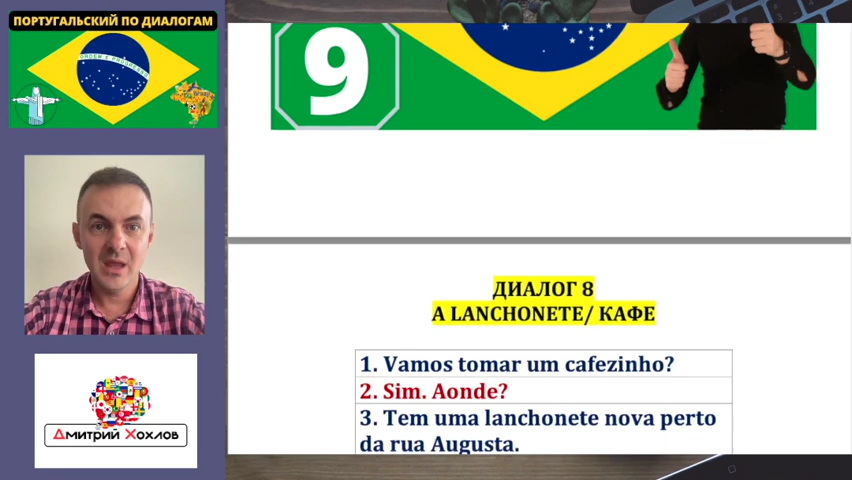 ПОРТУГАЛЬСКИЙ ПО ДИАЛОГАМ
9
Дмитрий Хохлов
ДИАЛОГ 8
A LANCHONETE/ КАФЕ
1. Vamos tomar um cafezinho?
2. Sim. Aonde?
3. Tem uma lanchonete nova perto
da rua Augusta.